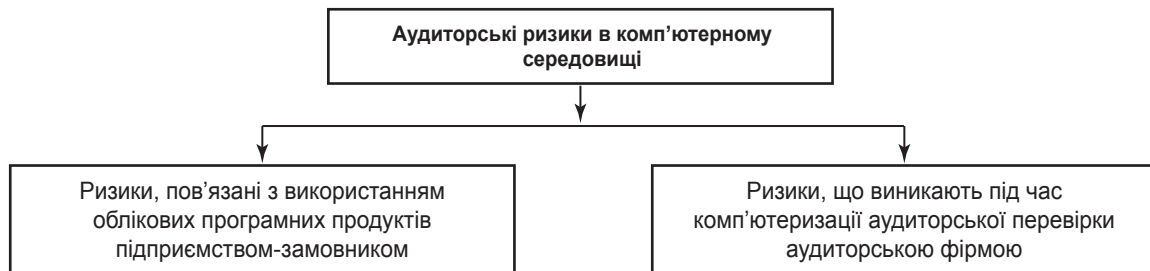 Аудиторські ризики в комп’ютерному
середовищі
Ризики, пов’язані з використанням
облікових програмних продуктів
підприємством-замовником
Ризики, що виникають під час
комп’ютеризації аудиторської перевірки
аудиторською фірмою